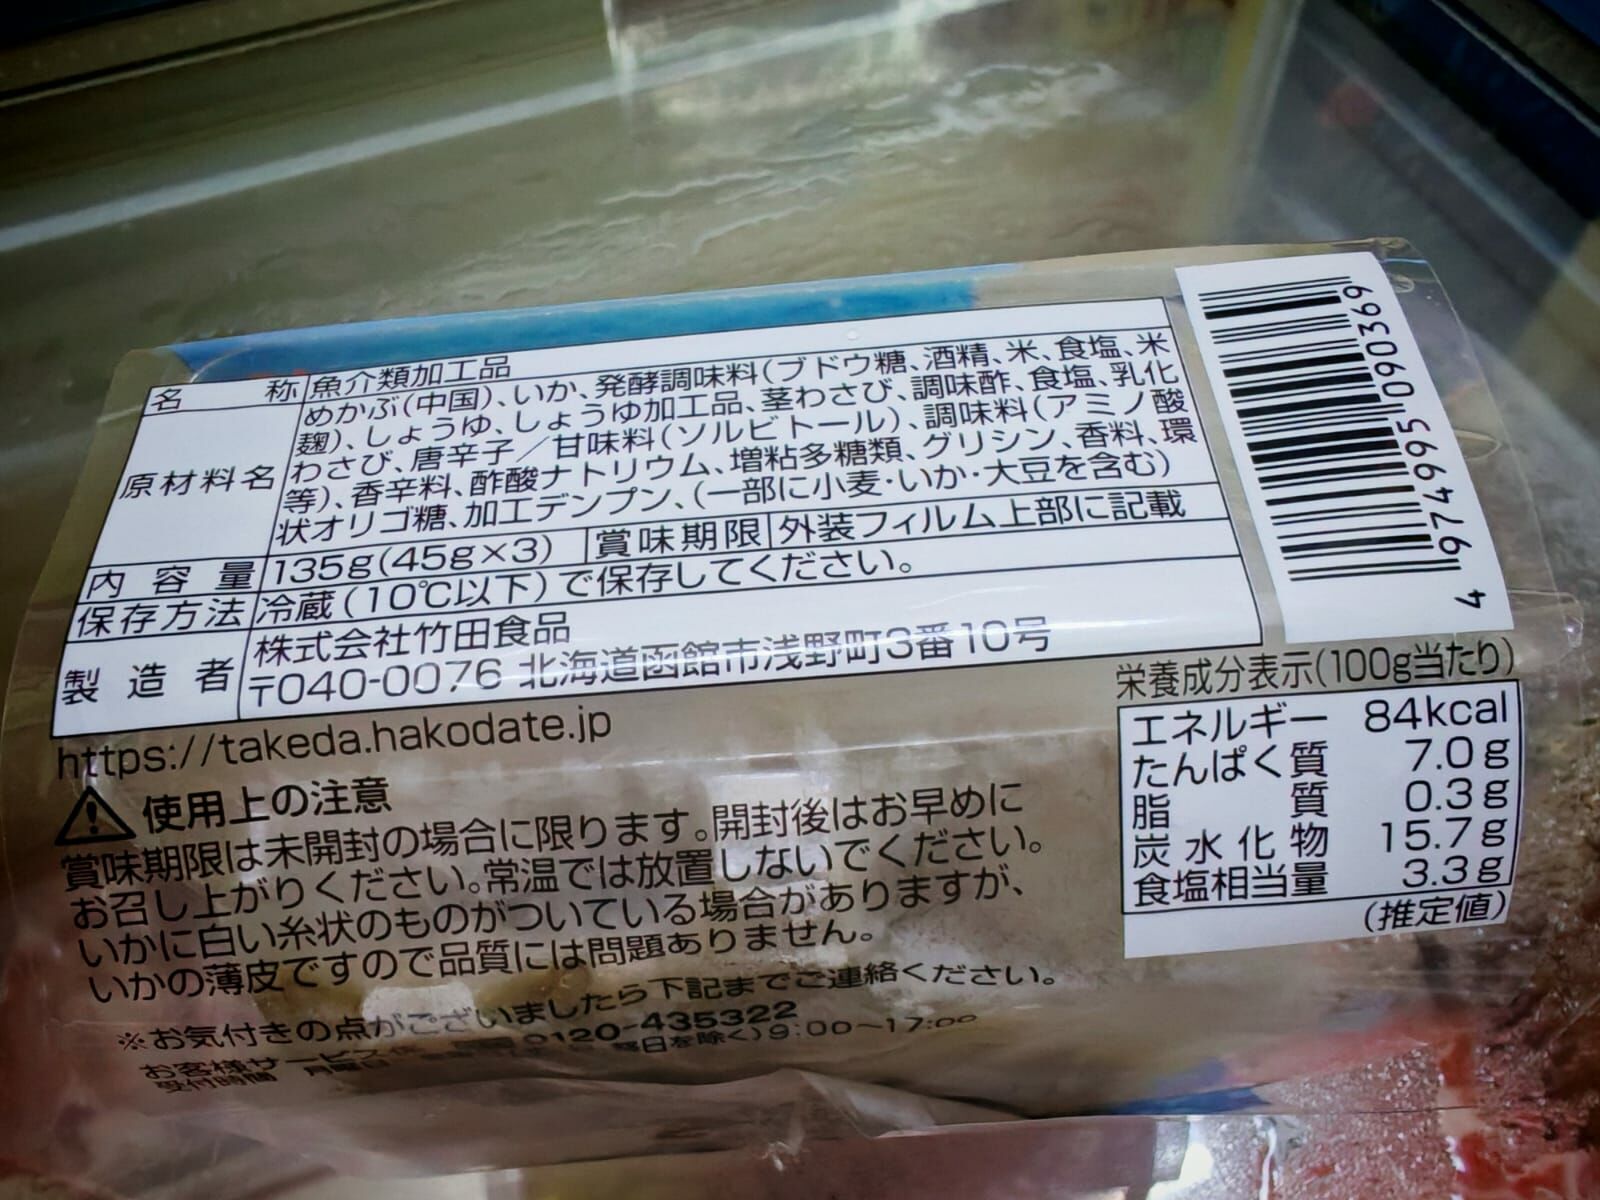 名称 魚介類加工品
原材料名 めかぶ(中国)、いか、発酵調味料(ブドウ糖、酒精、米、食塩、米
麹)、しょうゆ、しょうゆ加工品、茎わさび、調味酢、食塩、乳化
わさび、唐辛子／甘味料(ソルビトール)、調味料(アミノ酸
等)、香辛料、酢酸ナトリウム、増粘多糖類、グリシン、香料、環
状オリゴ糖、加工デンプン、(一部に小麦・いか・大豆を含む)
内容量 135g(45g×3) 賞味期限 外装フィルム上部に記載
保存方法 冷蔵(10℃以下)で保存してください。
製造者 株式会社竹田食品
〒040-0076 北海道函館市浅野町3番10号
https://takeda.hakodate.jp
使用上の注意
賞味期限は未開封の場合に限ります。開封後はお早めに
お召し上がりください。常温では放置しないでください。
いかに白い糸状のものがついている場合がありますが、
いかの薄皮ですので品質には問題ありません。
※お気付きの点がございましたら下記までご連絡ください。
お客様サービス 0120-435322
受付時間 日を除く)9:00～17:00
4 974995 090369
栄養成分表示(100g当たり)
エネルギー 84kcal
たんぱく質 7.0g
脂質 0.3g
炭水化物 15.7g
食塩相当量 3.3g
(推定値)